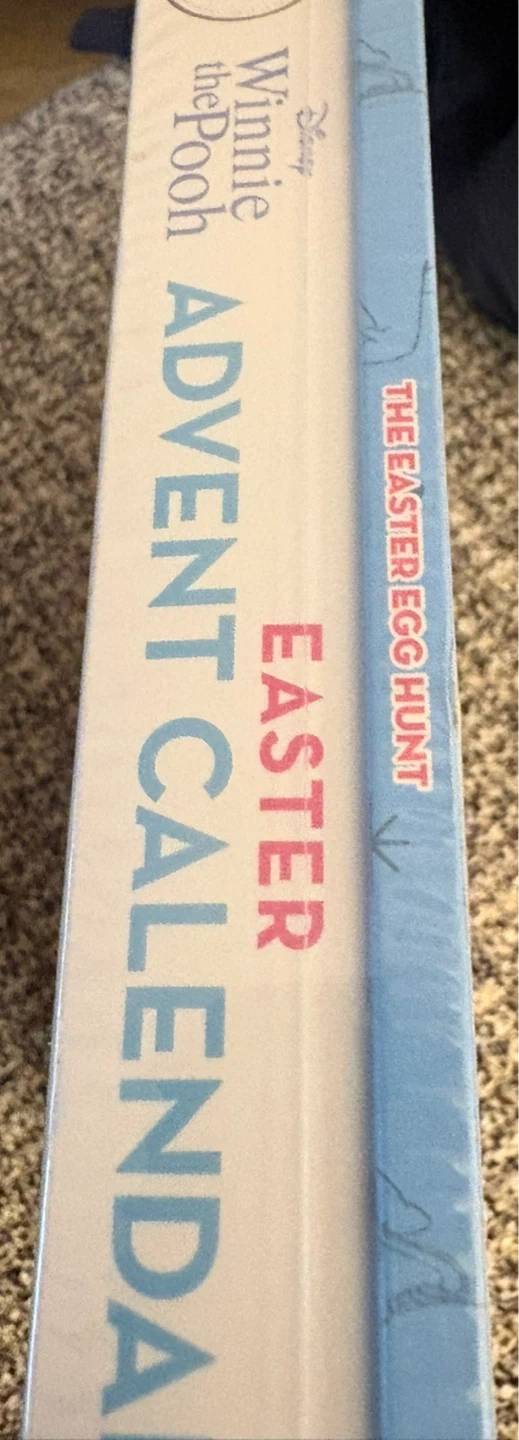 Disney
Winnie
the Pooh
EASTER
ADVENT CALENDA
THE EASTER EGG HUNT